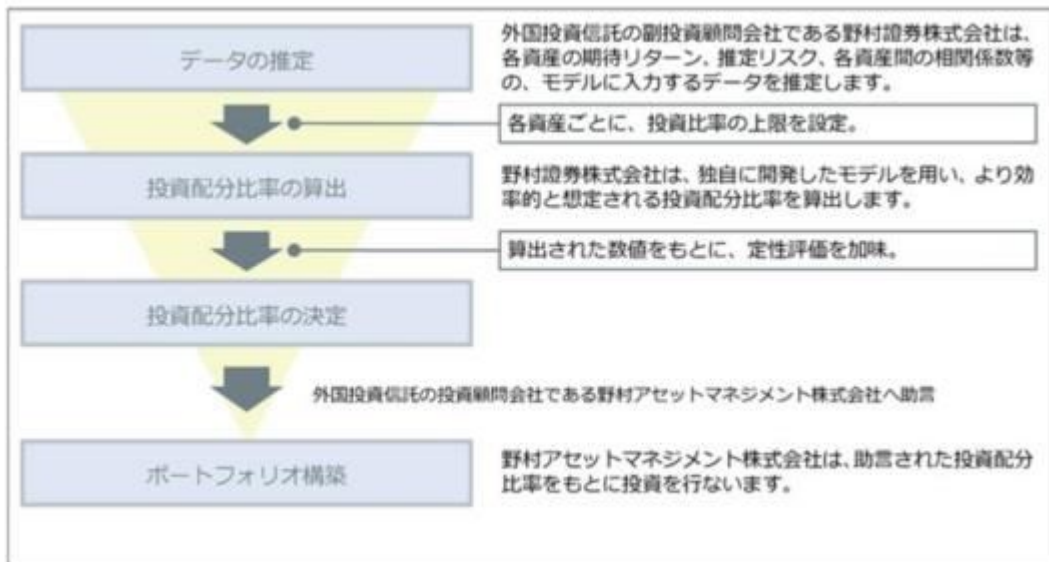 データの推定
外国投資信託の副投資顧問会社である野村證券株式会社は、
各資産の期待リターン、推定リスク、各資産間の相関係数等
の、モデルに入力するデータを推定します。
各資産ごとに、投資比率の上限を設定。
投資配分比率の算出
野村證券株式会社は、独自に開発したモデルを用い、より効
率的と想定される投資配分比率を算出します。
算出された数値をもとに、定性評価を加味。
投資配分比率の決定
外国投資信託の投資顧問会社である野村アセットマネジメント株式会社へ助言
ポートフォリオ構築
野村アセットマネジメント株式会社は、助言された投資配分
比率をもとに投資を行ないます。